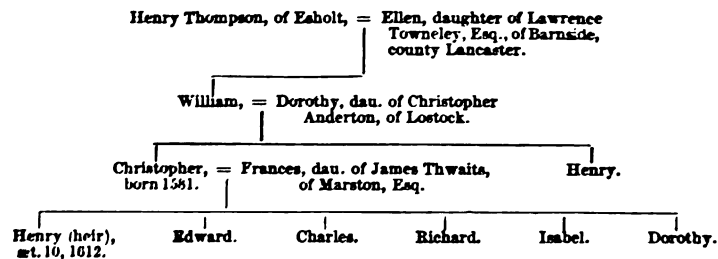 Henry Thompson, of Esholt, = Ellen, daughter of Lawrence
Towneley, Esq., of Barnside,
county Lancaster.
William, = Dorothy, dau. of Christopher
Anderton, of Lostock.
Christopher, = Frances, dau. of James Thwaits,
born 1581. of Marston, Esq.
Henry.
Henry (heir), Edward. Charles. Richard. Isabel. Dorothy.
æt. 10, 1612.